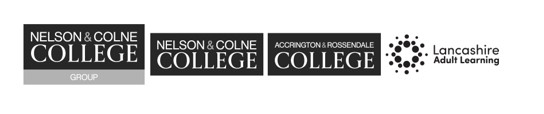 NELSON & COLNE
COLLEGE
GROUP
NELSON & COLNE
COLLEGE
ACCRINGTON & ROSSENDALE
COLLEGE
Lancashire
Adult Learning